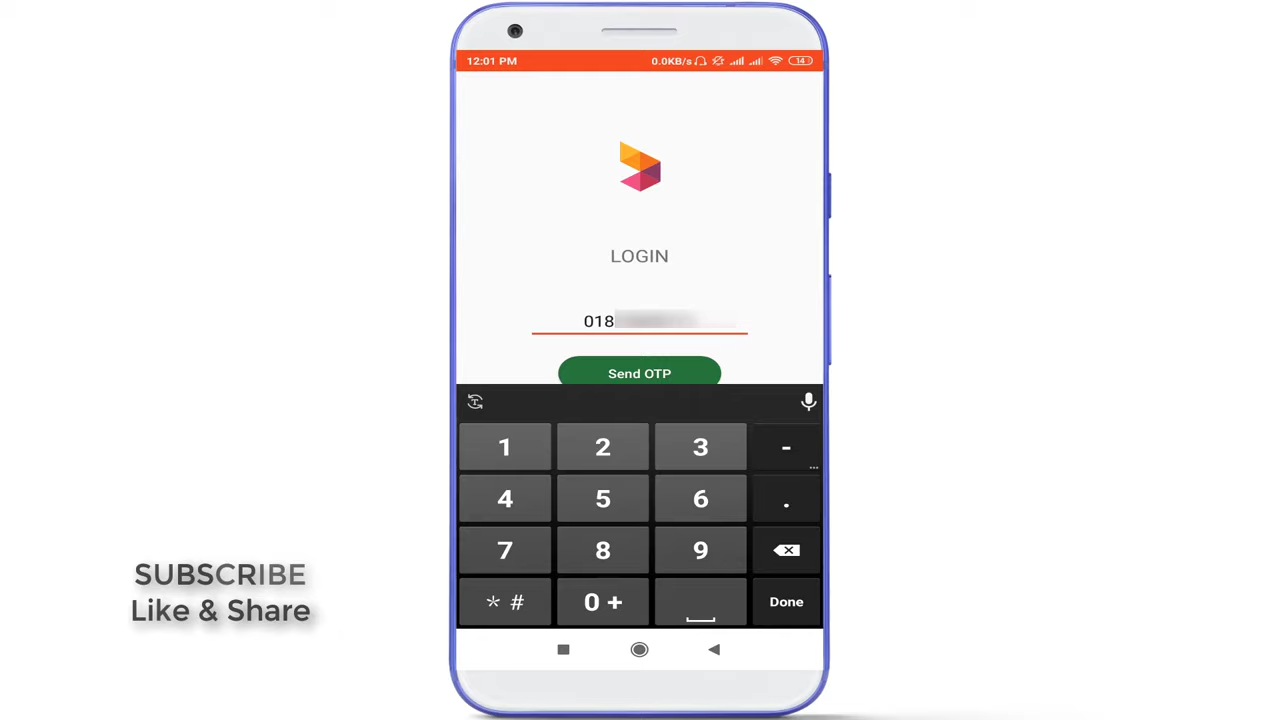 12:01 PM 0.0KB/s 14
LOGIN
018
Send OTP
1 2 3 -
4 5 6 .
7 8 9
* # 0 + Done
SUBSCRIBE
Like & Share